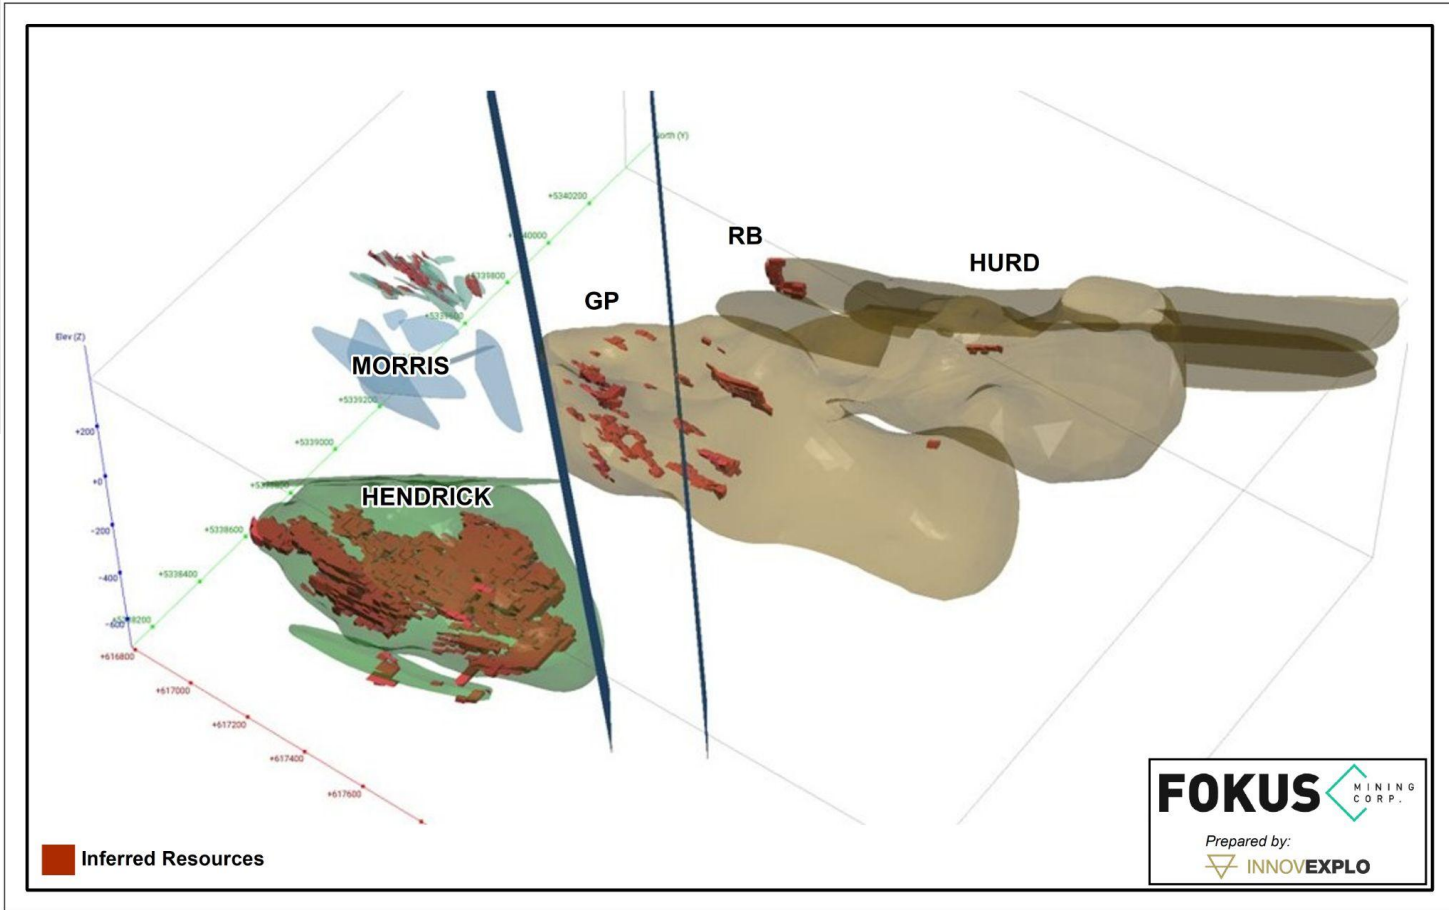 North (Y)
+5340200
RB
HURD
+5339800
GP
Elev (Z)
MORRIS
+5339200
+200
+5339000
+0
HENDRICK
-200
+5338600
-400
+5338400
-600
+616800
+617000
+617200
+617400
+617600
Inferred Resources
FOKUS
MINING
CORP.
Prepared by:
INNOVEXPLO